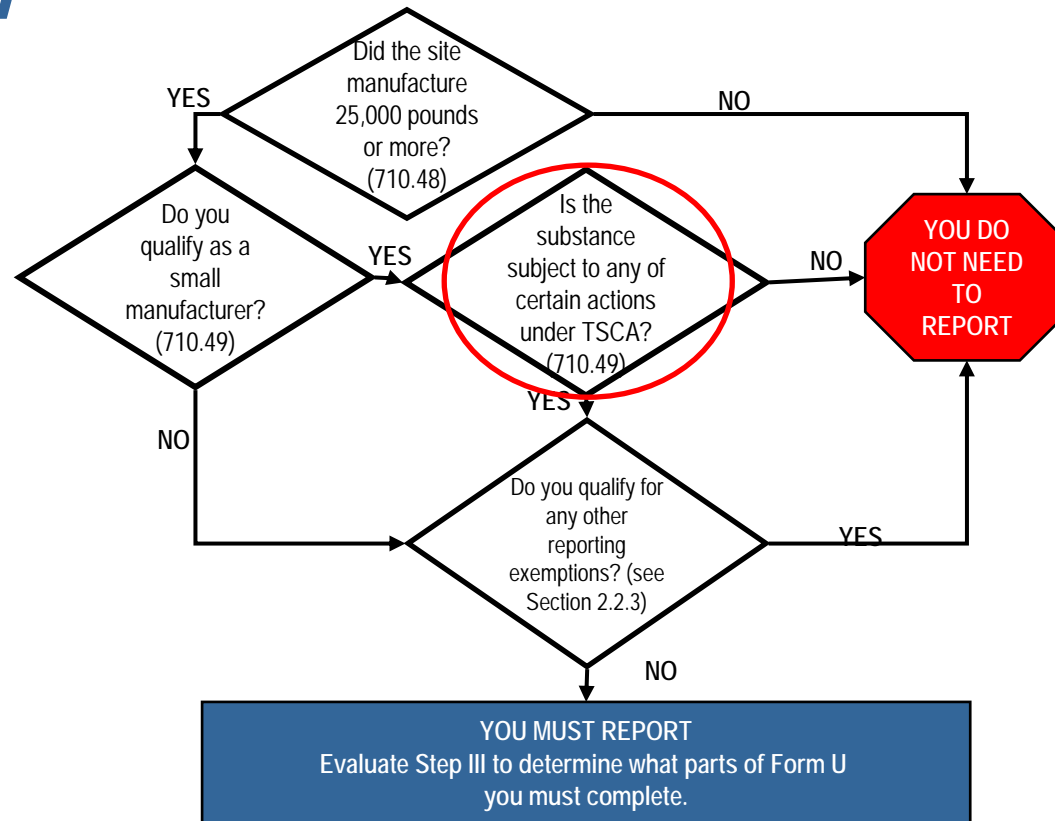 Did the site
manufacture
25,000 pounds
or more?
(710.48)
YES
NO
Do you
qualify as a
small
manufacturer?
(710.49)
YES
Is the
substance
subject to any of
certain actions
under TSCA?
(710.49)
NO
YOU DO
NOT NEED
TO
REPORT
YES
NO
Do you qualify for
any other
reporting
exemptions? (see
Section 2.2.3)
YES
NO
YOU MUST REPORT
Evaluate Step III to determine what parts of Form U
you must complete.